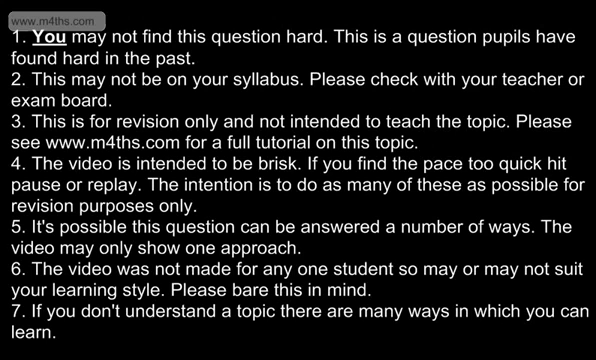 www.m4ths.com
1. You may not find this question hard. This is a question pupils have
found hard in the past.
2. This may not be on your syllabus. Please check with your teacher or
exam board.
3. This is for revision only and not intended to teach the topic. Please
see www.m4ths.com for a full tutorial on this topic.
4. The video is intended to be brisk. If you find the pace too quick hit
pause or replay. The intention is to do as many of these as possible for
revision purposes only.
5. It's possible this question can be answered a number of ways. The
video may only show one approach.
6. The video was not made for any one student so may or may not suit
your learning style. Please bare this in mind.
7. If you don't understand a topic there are many ways in which you can
learn.